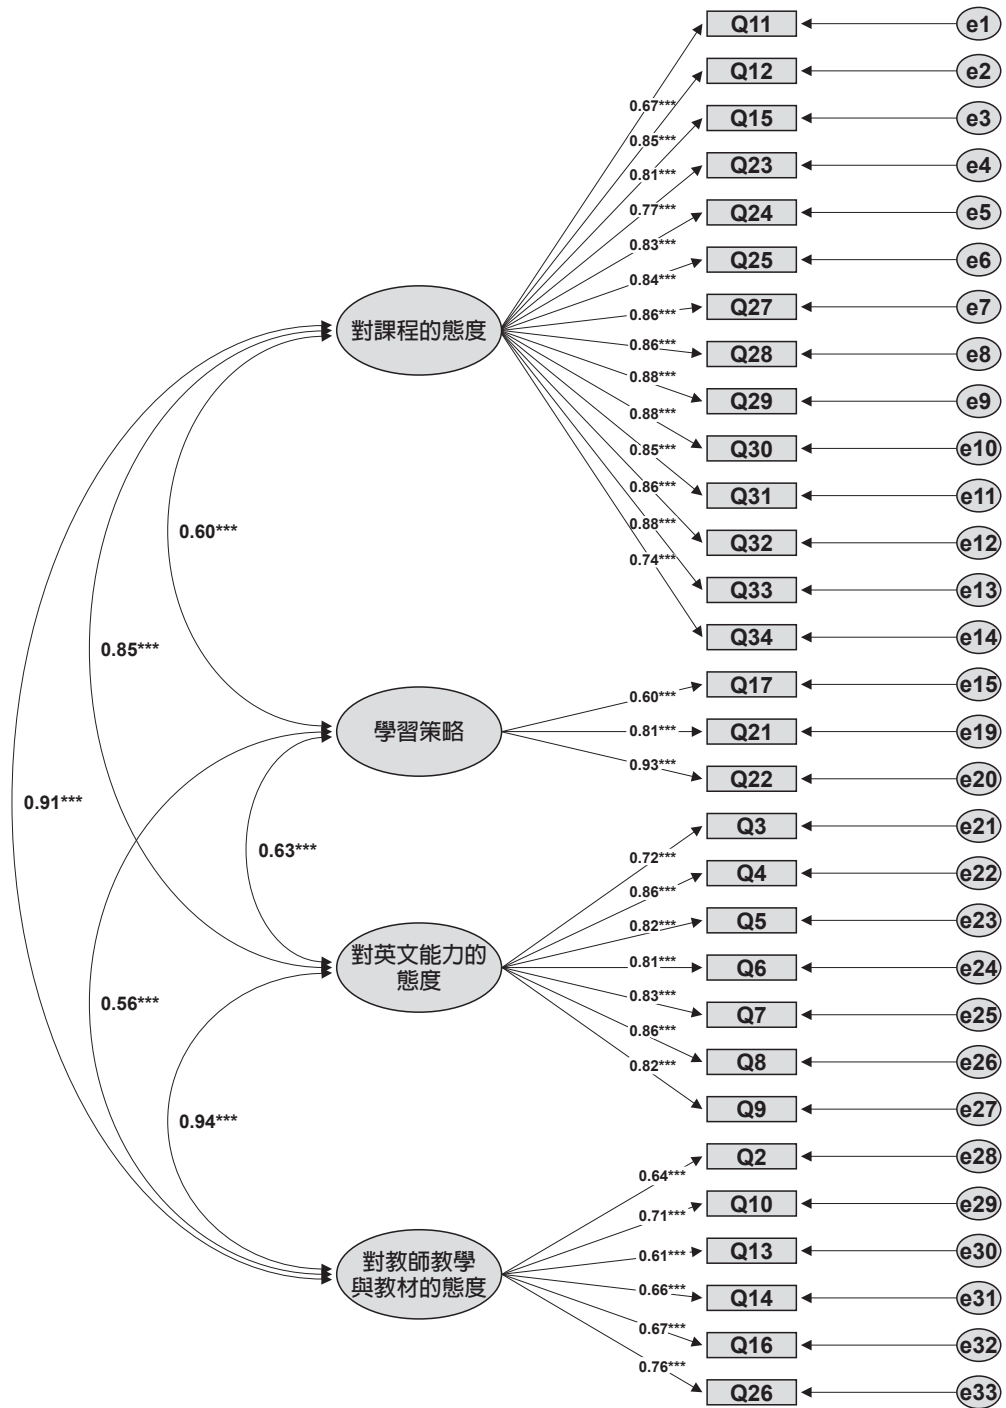 Q11
e1
Q12
e2
0.67***
Q15
e3
0.85***
Q23
e4
0.81***
Q24
e5
0.77***
Q25
e6
0.83***
0.84***
Q27
e7
對課程的態度
0.86***
Q28
e8
0.86***
Q29
e9
0.88***
Q30
e10
0.88***
Q31
e11
0.85***
Q32
e12
0.86***
0.88***
0.60***
0.74***
Q33
e13
Q34
e14
0.85***
Q17
e15
0.60***
學習策略
Q21
e19
0.81***
Q22
e20
0.93***
0.91***
Q3
e21
0.63***
0.72***
Q4
e22
0.86***
Q5
e23
0.82***
對英文能力的
態度
Q6
e24
0.81***
0.56***
0.83***
Q7
e25
0.86***
Q8
e26
0.82***
Q9
e27
0.94***
Q2
e28
0.64***
Q10
e29
0.71***
Q13
e30
對教師教學
與教材的態度
0.61***
0.66***
Q14
e31
0.67***
Q16
e32
0.76***
Q26
e33